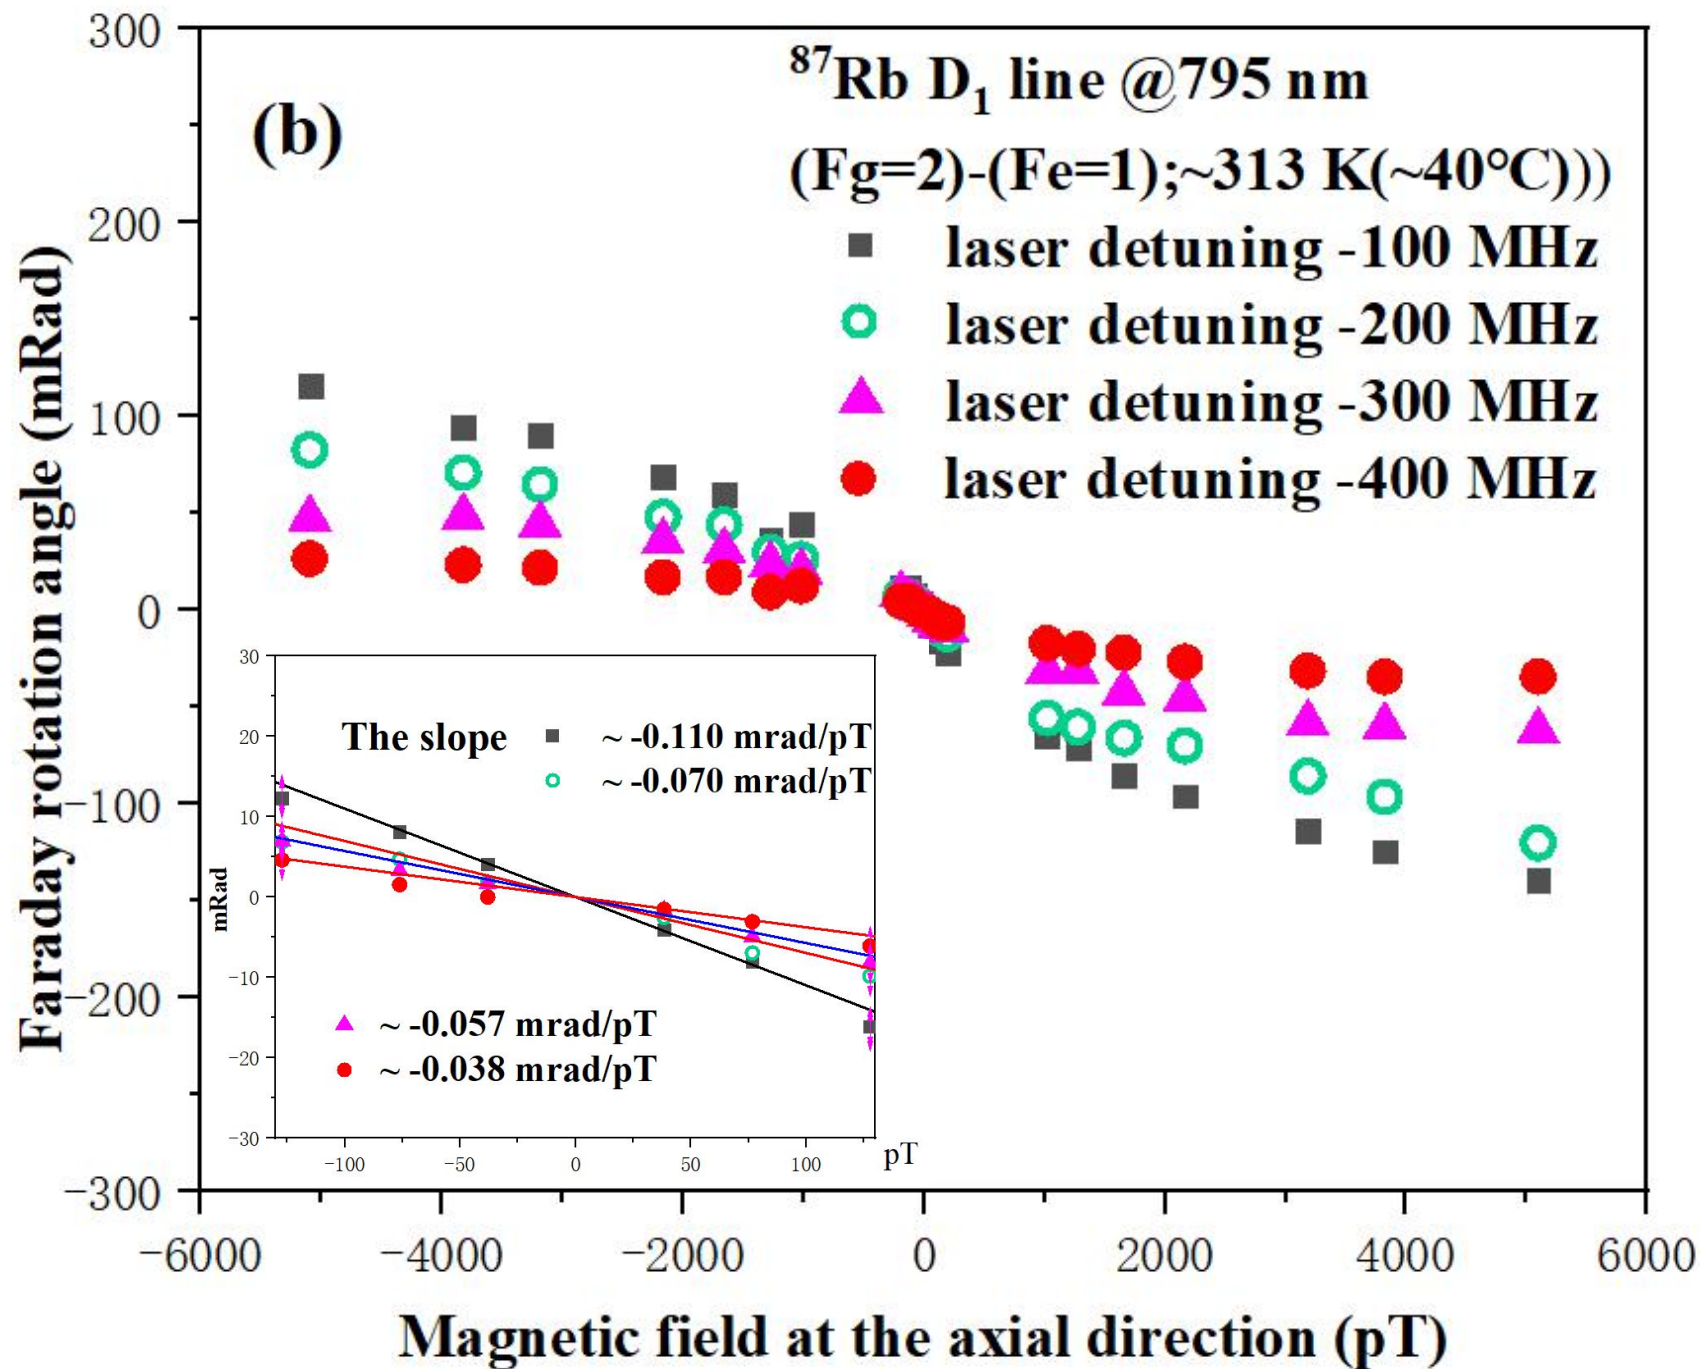 300
200
100
0
−100
−200
−300
Faraday rotation angle (mRad)
(b)
⁸⁷Rb D₁ line @795 nm
(Fg=2)-(Fe=1);~313 K(~40°C)))
laser detuning -100 MHz
laser detuning -200 MHz
laser detuning -300 MHz
laser detuning -400 MHz
30
20
10
0
−10
−20
−30
mRad
The slope
~ -0.110 mrad/pT
~ -0.070 mrad/pT
~ -0.057 mrad/pT
~ -0.038 mrad/pT
−100 −50 0 50 100 pT
−6000 −4000 −2000 0 2000 4000 6000
Magnetic field at the axial direction (pT)